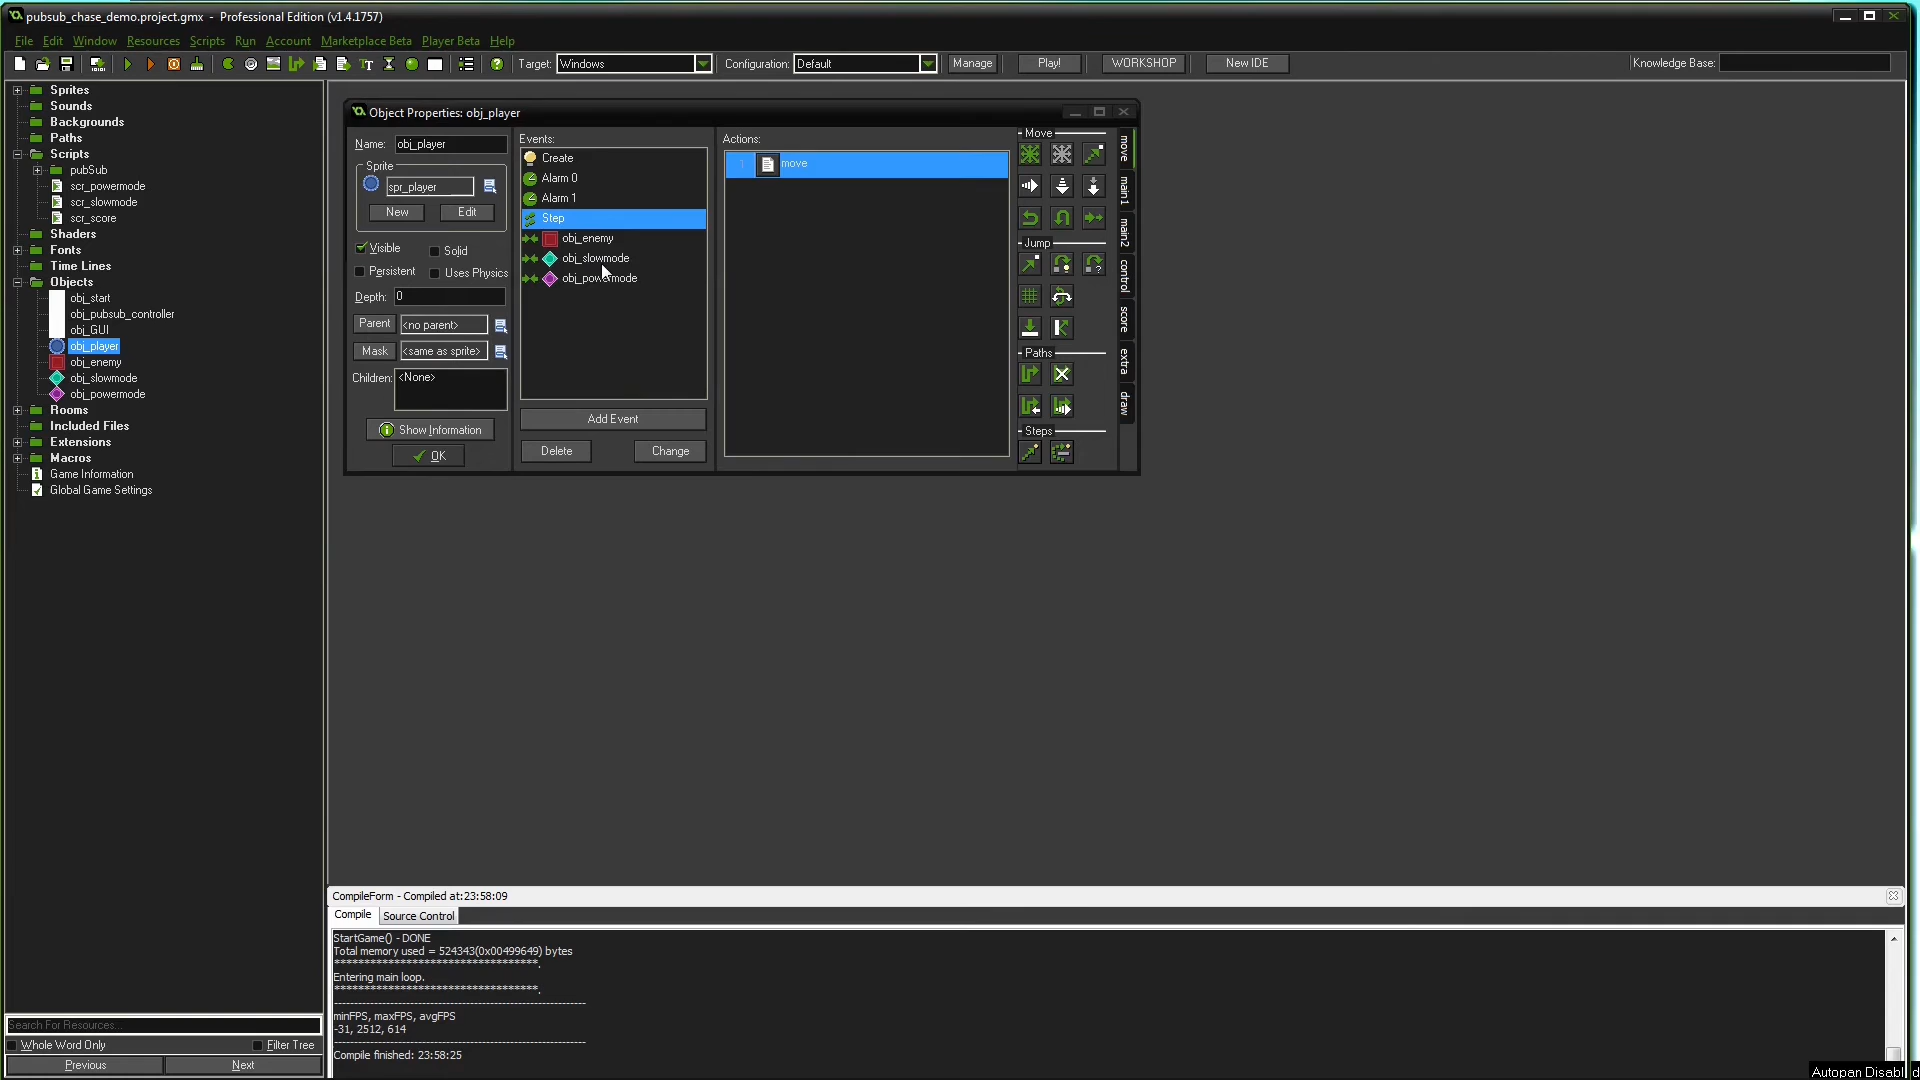 pubsub_chase_demo.project.gmx - Professional Edition (v1.4.1757)
File Edit Window Resources Scripts Run Account Marketplace Beta Player Beta Help
Target: Windows Configuration: Default Manage Play! WORKSHOP New IDE Knowledge Base:
Sprites
Sounds
Backgrounds
Paths
Scripts
pubSub
scr_powermode
scr_slowmode
scr_score
Shaders
Fonts
Time Lines
Objects
obj_start
obj_pubsub_controller
obj_GUI
obj_player
obj_enemy
obj_slowmode
obj_powermode
Rooms
Included Files
Extensions
Macros
Game Information
Global Game Settings
Search For Resources...
Whole Word Only Filter Tree
Previous Next
Object Properties: obj_player
Name: obj_player
Sprite
spr_player
New Edit
Visible Solid
Persistent Uses Physics
Depth: 0
Parent <no parent>
Mask <same as sprite>
Children: <None>
Show Information
OK
Events:
Create
Alarm 0
Alarm 1
Step
obj_enemy
obj_slowmode
obj_powermode
Add Event
Delete Change
Actions:
1 move
Move
Jump
Paths
Steps
move
main1
main2
control
score
extra
draw
CompileForm - Compiled at:23:58:09
Compile Source Control
StartGame() - DONE
Total memory used = 524343(0x00499649) bytes
**********************************.
Entering main loop.
**********************************.
minFPS, maxFPS, avgFPS
-31, 2512, 614
Compile finished: 23:58:25